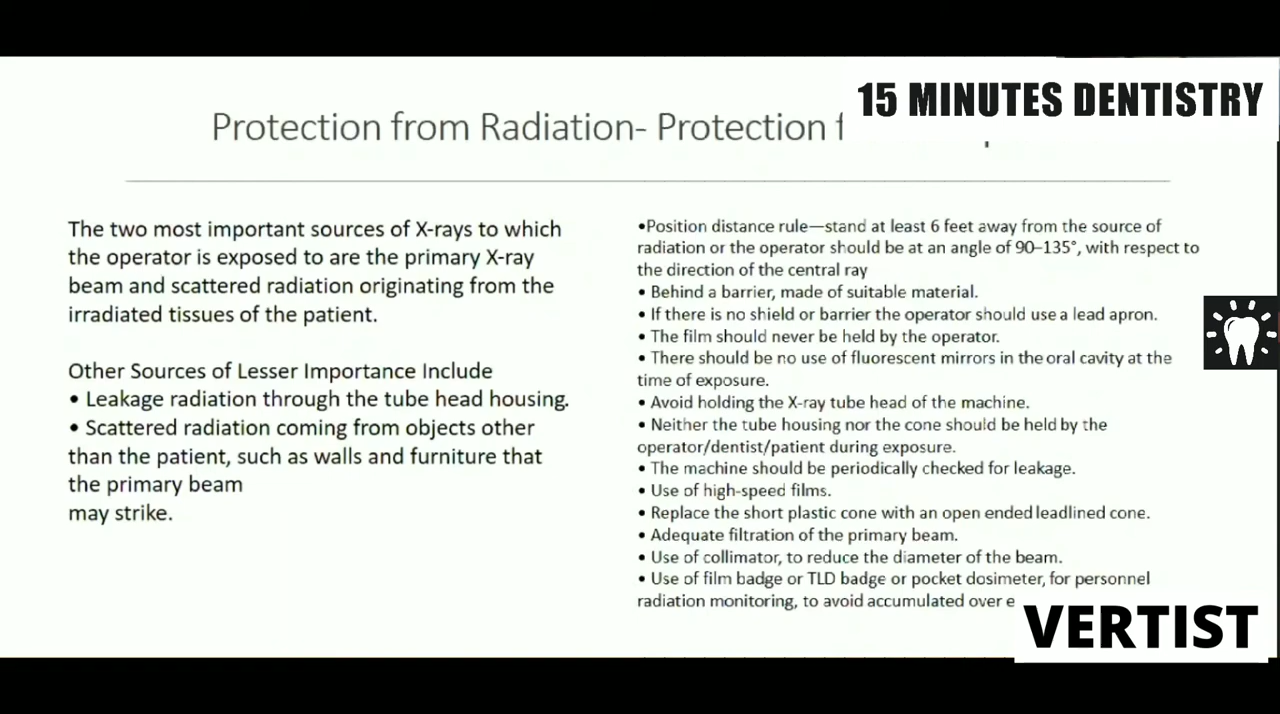 15 MINUTES DENTISTRY
Protection from Radiation- Protection
The two most important sources of X-rays to which
the operator is exposed to are the primary X-ray
beam and scattered radiation originating from the
irradiated tissues of the patient.
Other Sources of Lesser Importance Include
• Leakage radiation through the tube head housing.
• Scattered radiation coming from objects other
than the patient, such as walls and furniture that
the primary beam
may strike.
•Position distance rule—stand at least 6 feet away from the source of
radiation or the operator should be at an angle of 90–135°, with respect to
the direction of the central ray
• Behind a barrier, made of suitable material.
• If there is no shield or barrier the operator should use a lead apron.
• The film should never be held by the operator.
• There should be no use of fluorescent mirrors in the oral cavity at the
time of exposure.
• Avoid holding the X-ray tube head of the machine.
• Neither the tube housing nor the cone should be held by the
operator/dentist/patient during exposure.
• The machine should be periodically checked for leakage.
• Use of high-speed films.
• Replace the short plastic cone with an open ended leadlined cone.
• Adequate filtration of the primary beam.
• Use of collimator, to reduce the diameter of the beam.
• Use of film badge or TLD badge or pocket dosimeter, for personnel
radiation monitoring, to avoid accumulated over
VERTIST